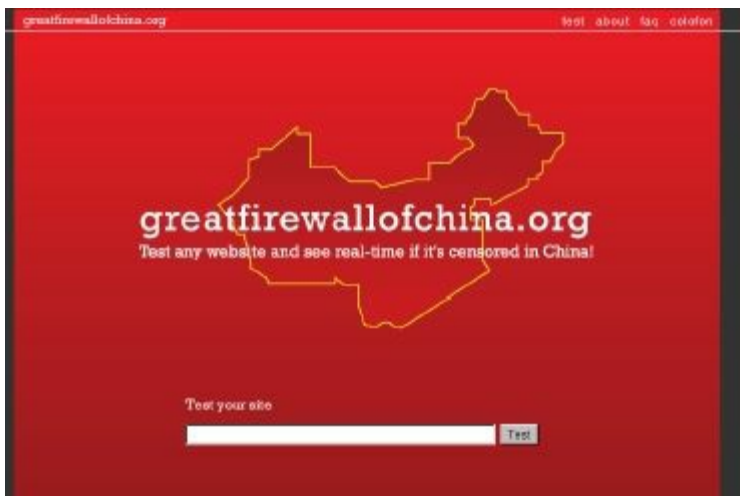 greatfirewallofchina.org
test about faq colofon
greatfirewallofchina.org
Test any website and see real-time if it's censored in China!
Test your site
Test